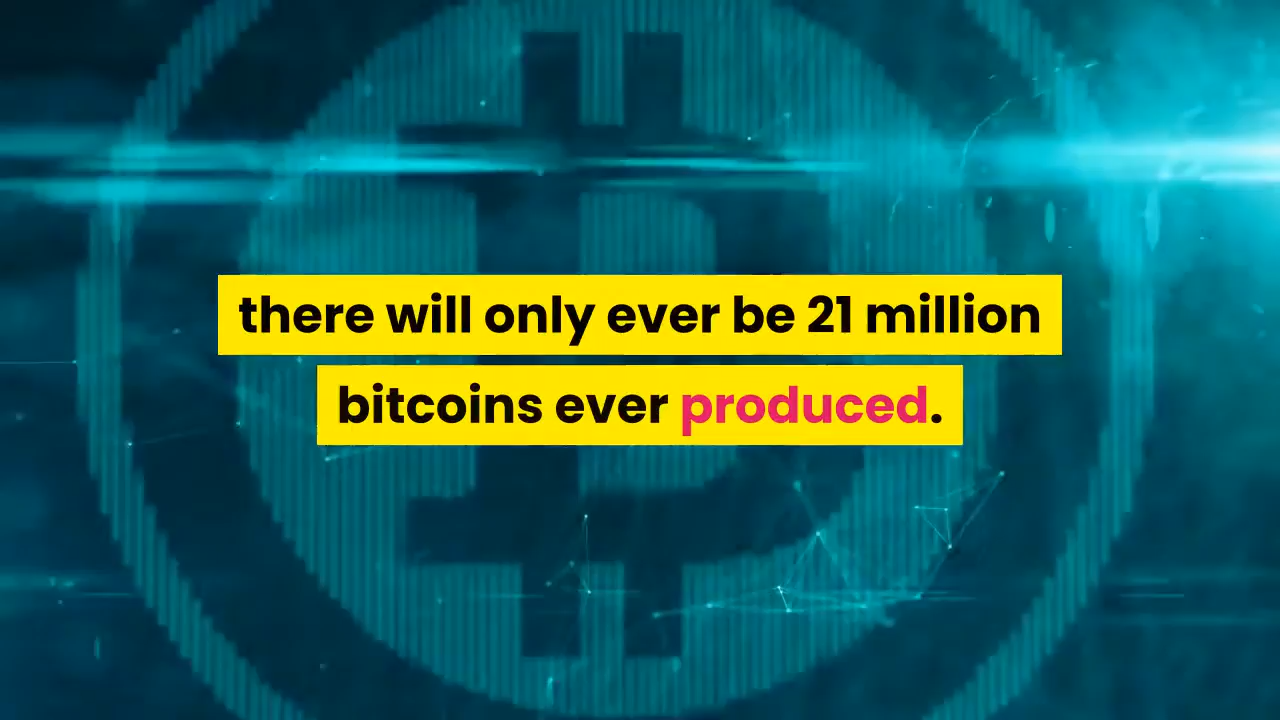 there will only ever be 21 million
bitcoins ever produced.